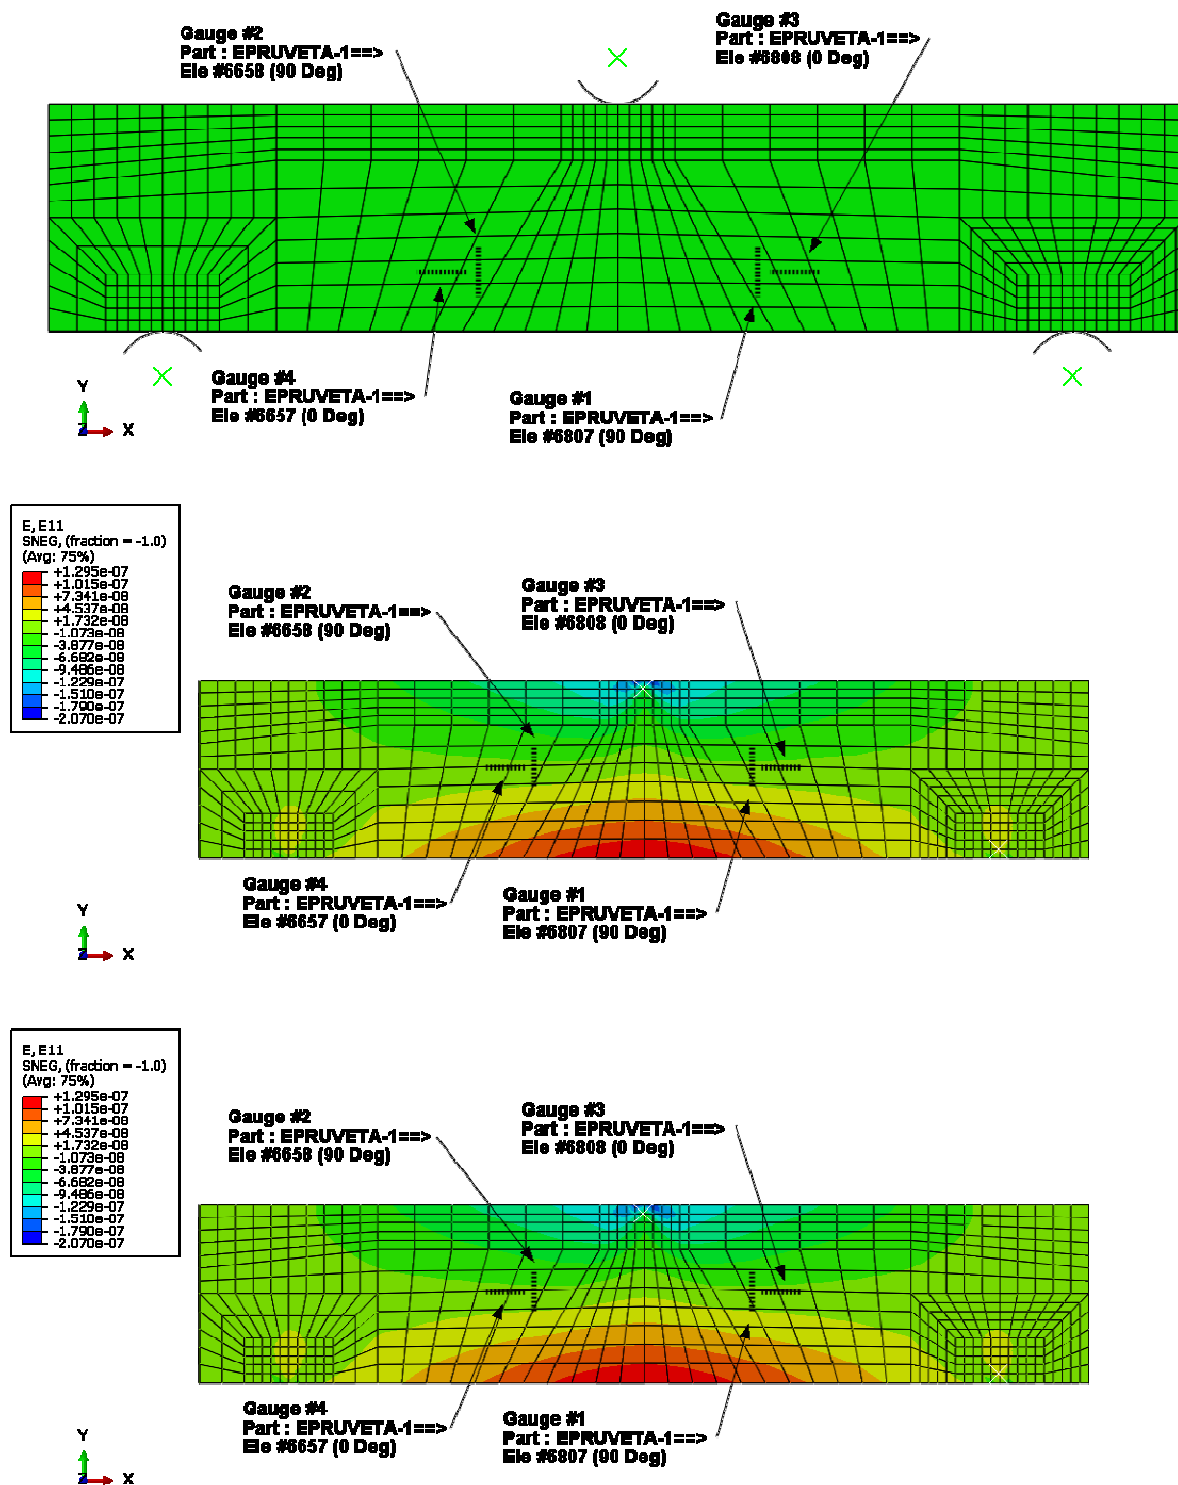 Gauge #2
Part : EPRUVETA-1==>
Ele #6658 (90 Deg)
Gauge #3
Part : EPRUVETA-1==>
Ele #6808 (0 Deg)
Gauge #4
Part : EPRUVETA-1==>
Ele #6657 (0 Deg)
Gauge #1
Part : EPRUVETA-1==>
Ele #6807 (90 Deg)
Y
Z X
E, E11
SNEG, (fraction = -1.0)
(Avg: 75%)
+1.295e-07
+1.015e-07
+7.341e-08
+4.537e-08
+1.732e-08
-1.073e-08
-3.877e-08
-6.682e-08
-9.486e-08
-1.229e-07
-1.510e-07
-1.790e-07
-2.070e-07
Gauge #2
Part : EPRUVETA-1==>
Ele #6658 (90 Deg)
Gauge #3
Part : EPRUVETA-1==>
Ele #6808 (0 Deg)
Gauge #4
Part : EPRUVETA-1==>
Ele #6657 (0 Deg)
Gauge #1
Part : EPRUVETA-1==>
Ele #6807 (90 Deg)
Y
Z X
E, E11
SNEG, (fraction = -1.0)
(Avg: 75%)
+1.295e-07
+1.015e-07
+7.341e-08
+4.537e-08
+1.732e-08
-1.073e-08
-3.877e-08
-6.682e-08
-9.486e-08
-1.229e-07
-1.510e-07
-1.790e-07
-2.070e-07
Gauge #2
Part : EPRUVETA-1==>
Ele #6658 (90 Deg)
Gauge #3
Part : EPRUVETA-1==>
Ele #6808 (0 Deg)
Gauge #4
Part : EPRUVETA-1==>
Ele #6657 (0 Deg)
Gauge #1
Part : EPRUVETA-1==>
Ele #6807 (90 Deg)
Y
Z X